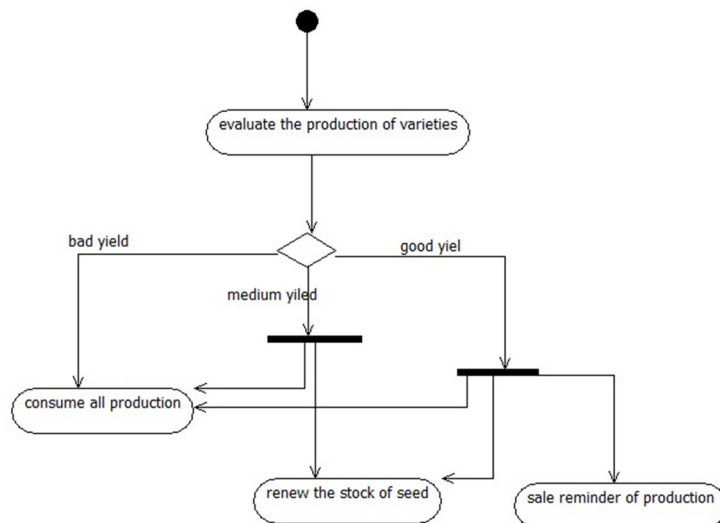 evaluate the production of varieties
bad yield
good yiel
medium yiled
consume all production
renew the stock of seed
sale reminder of production